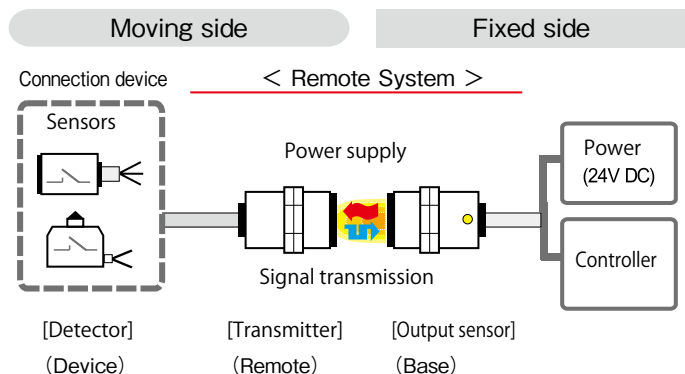 Moving side
Fixed side
Connection device
< Remote System >
Sensors
Power supply
Power
(24V DC)
Controller
Signal transmission
[Detector]
[Transmitter]
[Output sensor]
（Device）
（Remote）
（Base）